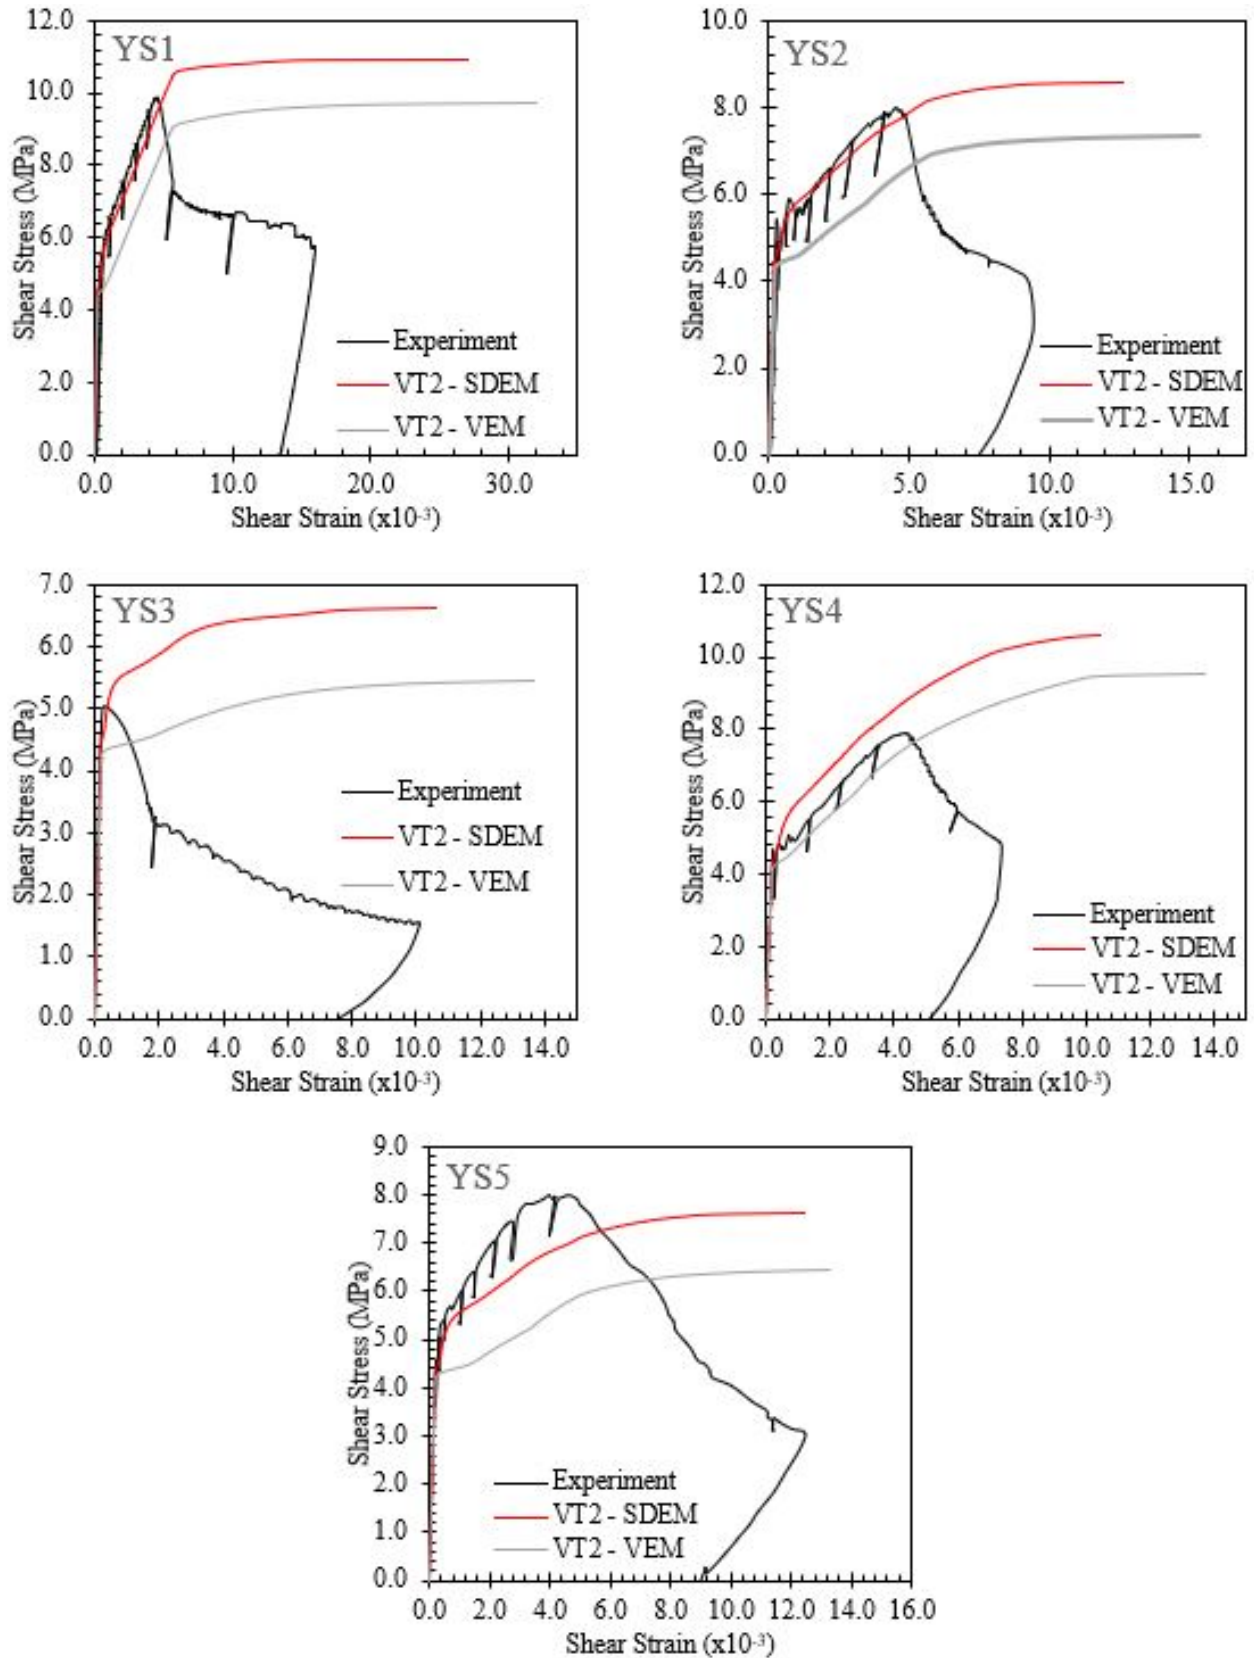 YS1
Shear Stress (MPa)
12.0
10.0
8.0
6.0
4.0
2.0
0.0
Experiment
VT2 - SDEM
VT2 - VEM
0.0 10.0 20.0 30.0
Shear Strain (x10-3)
YS2
Shear Stress (MPa)
10.0
8.0
6.0
4.0
2.0
0.0
Experiment
VT2 - SDEM
VT2 - VEM
0.0 5.0 10.0 15.0
Shear Strain (x10-3)
YS3
Shear Stress (MPa)
7.0
6.0
5.0
4.0
3.0
2.0
1.0
0.0
Experiment
VT2 - SDEM
VT2 - VEM
0.0 2.0 4.0 6.0 8.0 10.0 12.0 14.0
Shear Strain (x10-3)
YS4
Shear Stress (MPa)
12.0
10.0
8.0
6.0
4.0
2.0
0.0
Experiment
VT2 - SDEM
VT2 - VEM
0.0 2.0 4.0 6.0 8.0 10.0 12.0 14.0
Shear Strain (x10-3)
YS5
Shear Stress (MPa)
9.0
8.0
7.0
6.0
5.0
4.0
3.0
2.0
1.0
0.0
Experiment
VT2 - SDEM
VT2 - VEM
0.0 2.0 4.0 6.0 8.0 10.0 12.0 14.0 16.0
Shear Strain (x10-3)